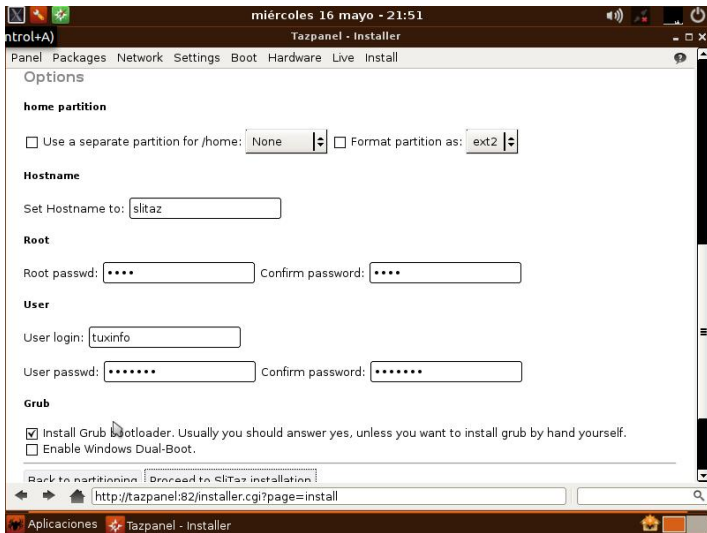 miércoles 16 mayo - 21:51
ntrol+A)
Tazpanel - Installer
Panel Packages Network Settings Boot Hardware Live Install
Options
home partition
Use a separate partition for /home: None Format partition as: ext2
Hostname
Set Hostname to: slitaz
Root
Root passwd: •••• Confirm password: ••••
User
User login: tuxinfo
User passwd: ••••••• Confirm password: •••••••
Grub
Install Grub bootloader. Usually you should answer yes, unless you want to install grub by hand yourself.
Enable Windows Dual-Boot.
Back to partitioning Proceed to SliTaz installation
http://tazpanel:82/installer.cgi?page=install
Aplicaciones Tazpanel - Installer